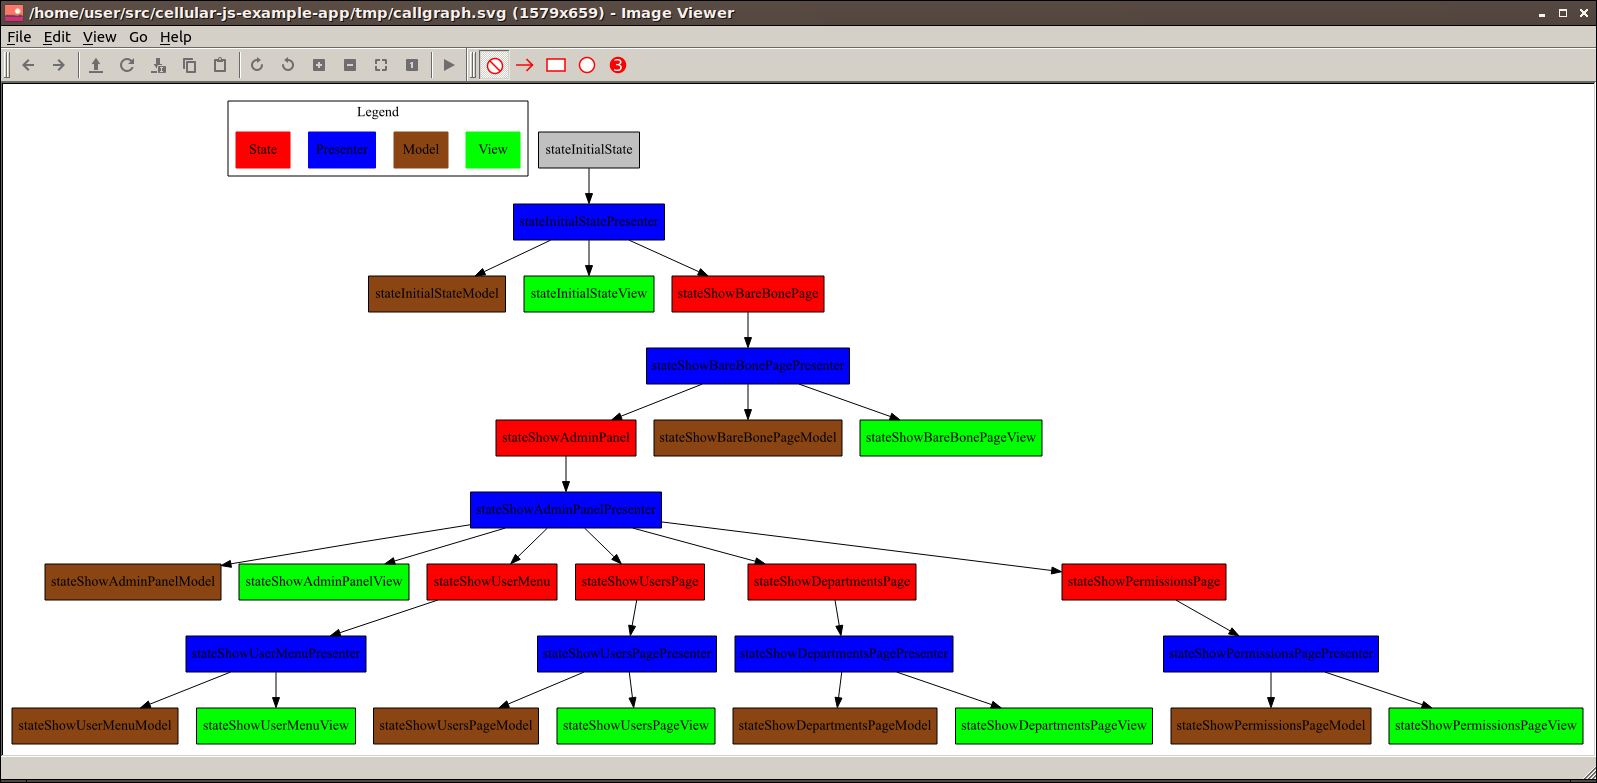 /home/user/src/cellular-js-example-app/tmp/callgraph.svg (1579x659) - Image Viewer
File Edit View Go Help
1 3
Legend
State Presenter Model View
stateInitialState
stateInitialStatePresenter
stateInitialStateModel stateInitialStateView stateShowBareBonePage
stateShowBareBonePagePresenter
stateShowAdminPanel stateShowBareBonePageModel stateShowBareBonePageView
stateShowAdminPanelPresenter
stateShowAdminPanelModel stateShowAdminPanelView stateShowUserMenu stateShowUsersPage stateShowDepartmentsPage stateShowPermissionsPage
stateShowUserMenuPresenter stateShowUsersPagePresenter stateShowDepartmentsPagePresenter stateShowPermissionsPagePresenter
stateShowUserMenuModel stateShowUserMenuView stateShowUsersPageModel stateShowUsersPageView stateShowDepartmentsPageModel stateShowDepartmentsPageView stateShowPermissionsPageModel stateShowPermissionsPageView